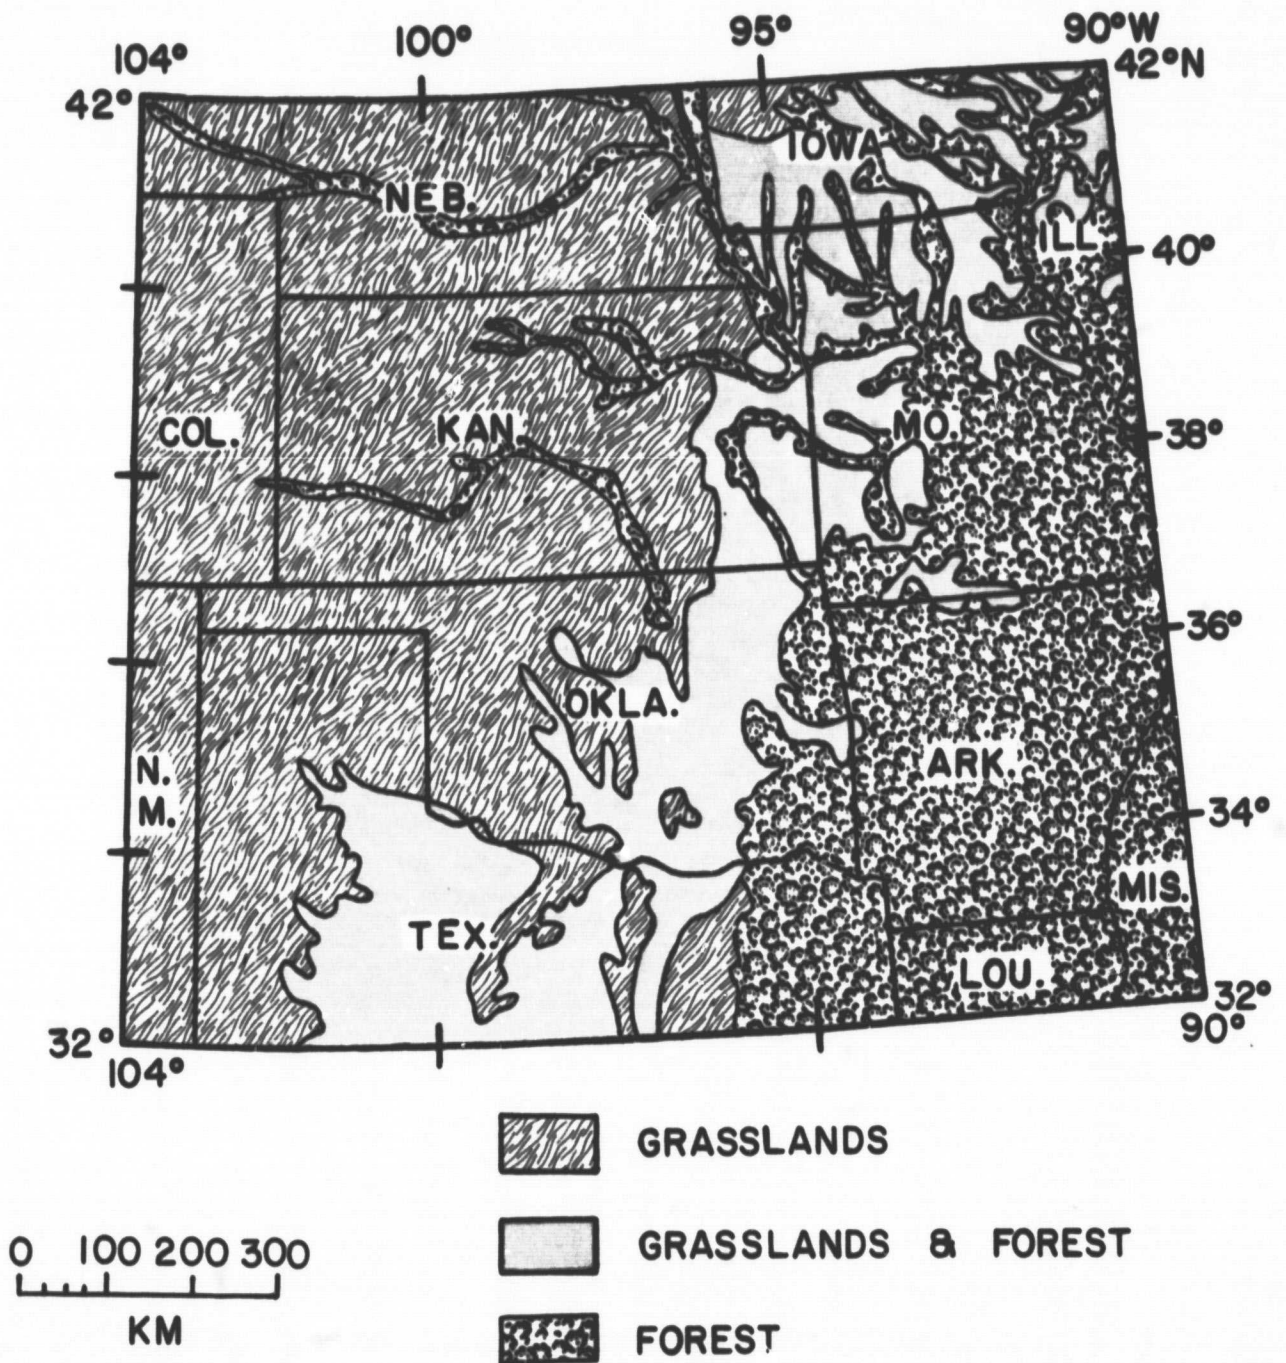 104° 100° 95° 90°W
42° 42°N
IOWA
NEB.
ILL.
40°
COL. KAN. MO.
38°
36°
OKLA.
N. M.
ARK.
34°
MIS.
TEX.
LOU.
32° 32°
104° 90°
GRASSLANDS
0 100 200 300
KM
GRASSLANDS & FOREST
FOREST